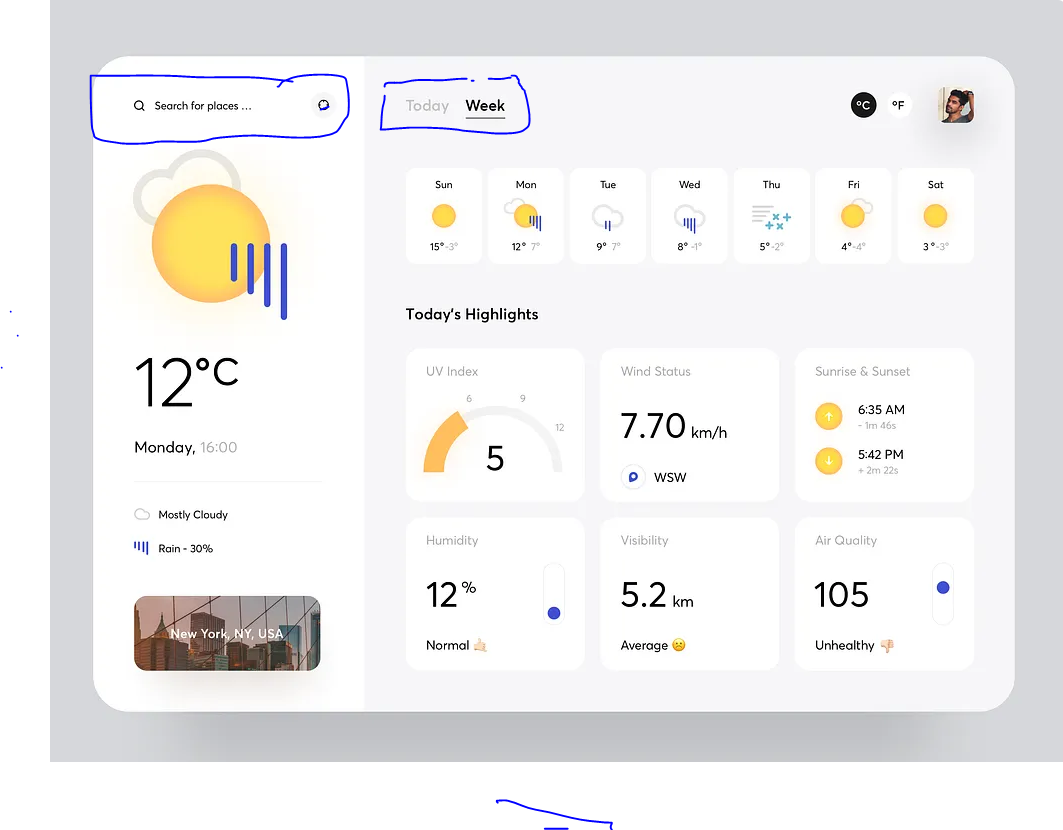 Search for places ...
Today Week
°C °F
12°C
Monday, 16:00
Mostly Cloudy
Rain - 30%
New York, NY, USA
Sun Mon Tue Wed Thu Fri Sat
15°-3° 12° 7° 9° 7° 8° -1° 5°-2° 4°-4° 3°-3°
Today's Highlights
UV Index
6 9
12
5
Wind Status
7.70 km/h
WSW
Sunrise & Sunset
6:35 AM
- 1m 46s
5:42 PM
+ 2m 22s
Humidity
12%
Normal 🤙🏻
Visibility
5.2 km
Average ☹️
Air Quality
105
Unhealthy 👎🏻